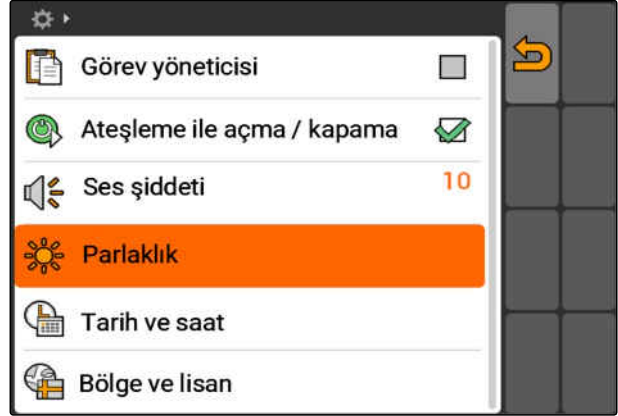 Görev yöneticisi
Ateşleme ile açma / kapama
Ses şiddeti 10
Parlaklık
Tarih ve saat
Bölge ve lisan